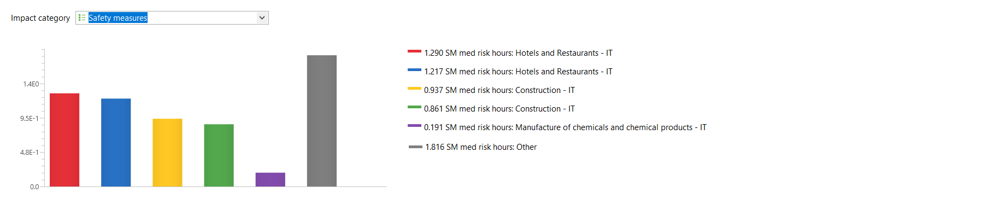 Impact category Safety measures
1.290 SM med risk hours: Hotels and Restaurants - IT
1.217 SM med risk hours: Hotels and Restaurants - IT
0.937 SM med risk hours: Construction - IT
0.861 SM med risk hours: Construction - IT
0.191 SM med risk hours: Manufacture of chemicals and chemical products - IT
1.816 SM med risk hours: Other
1.4E0
9.5E-1
4.8E-1
0.0